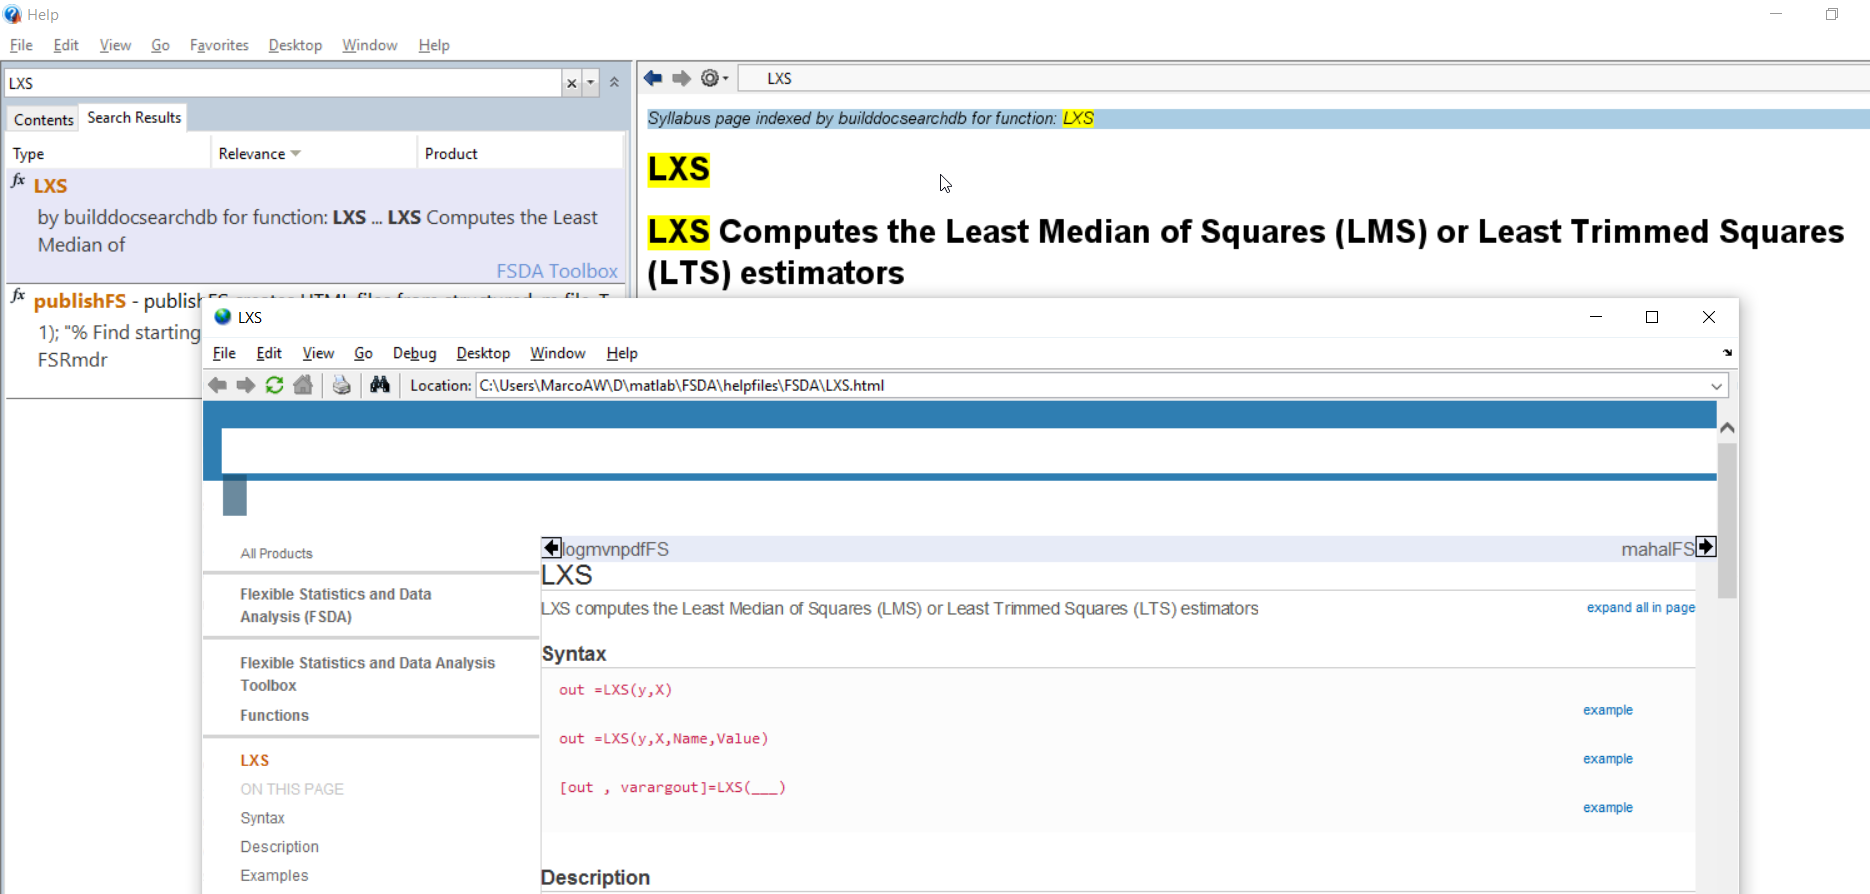 Help
File Edit View Go Favorites Desktop Window Help
LXS
Contents Search Results
Type Relevance Product
fx LXS
by builddocsearchdb for function: LXS ... LXS Computes the Least
Median of
FSDA Toolbox
fx publishFS - publishFS creates HTML files from structured .m file. T
1); "% Find starting
FSRmdr
LXS
Syllabus page indexed by builddocsearchdb for function: LXS
LXS
LXS Computes the Least Median of Squares (LMS) or Least Trimmed Squares
(LTS) estimators
LXS
File Edit View Go Debug Desktop Window Help
Location: C:\Users\MarcoAW\D\matlab\FSDA\helpfiles\FSDA\LXS.html
All Products
Flexible Statistics and Data
Analysis (FSDA)
Flexible Statistics and Data Analysis
Toolbox
Functions
LXS
ON THIS PAGE
Syntax
Description
Examples
logmvnpdfFS mahalFS
LXS
LXS computes the Least Median of Squares (LMS) or Least Trimmed Squares (LTS) estimators
expand all in page
Syntax
out =LXS(y,X)
example
out =LXS(y,X,Name,Value)
example
[out , varargout]=LXS(___)
example
Description